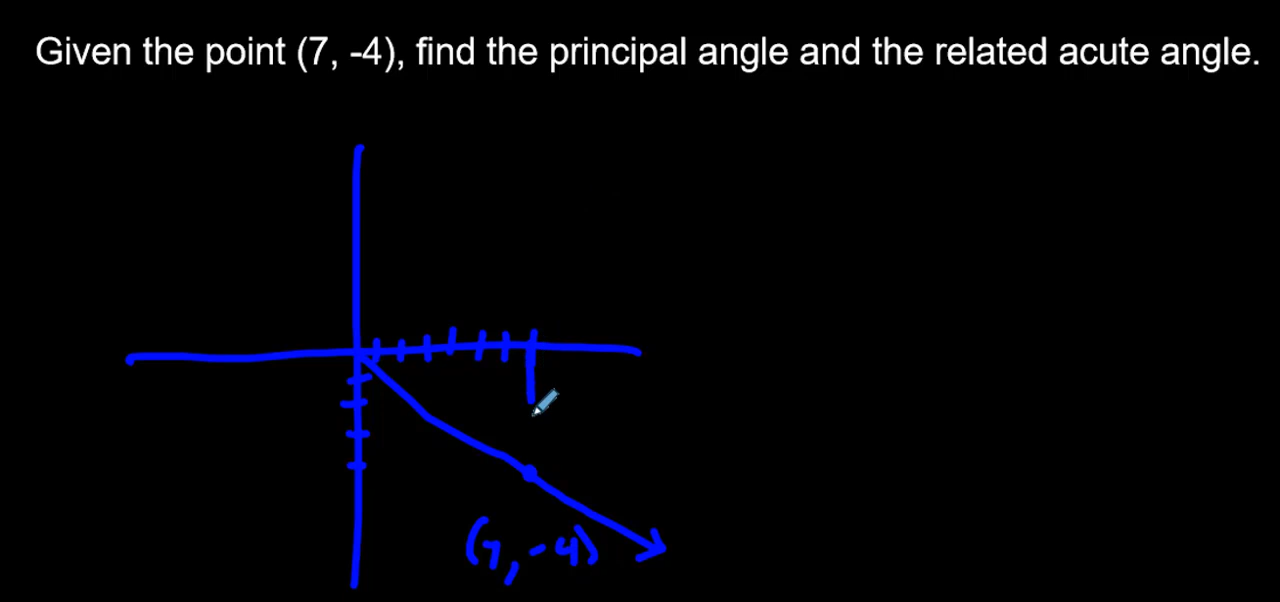 Given the point (7, -4), find the principal angle and the related acute angle.
(7, -4)